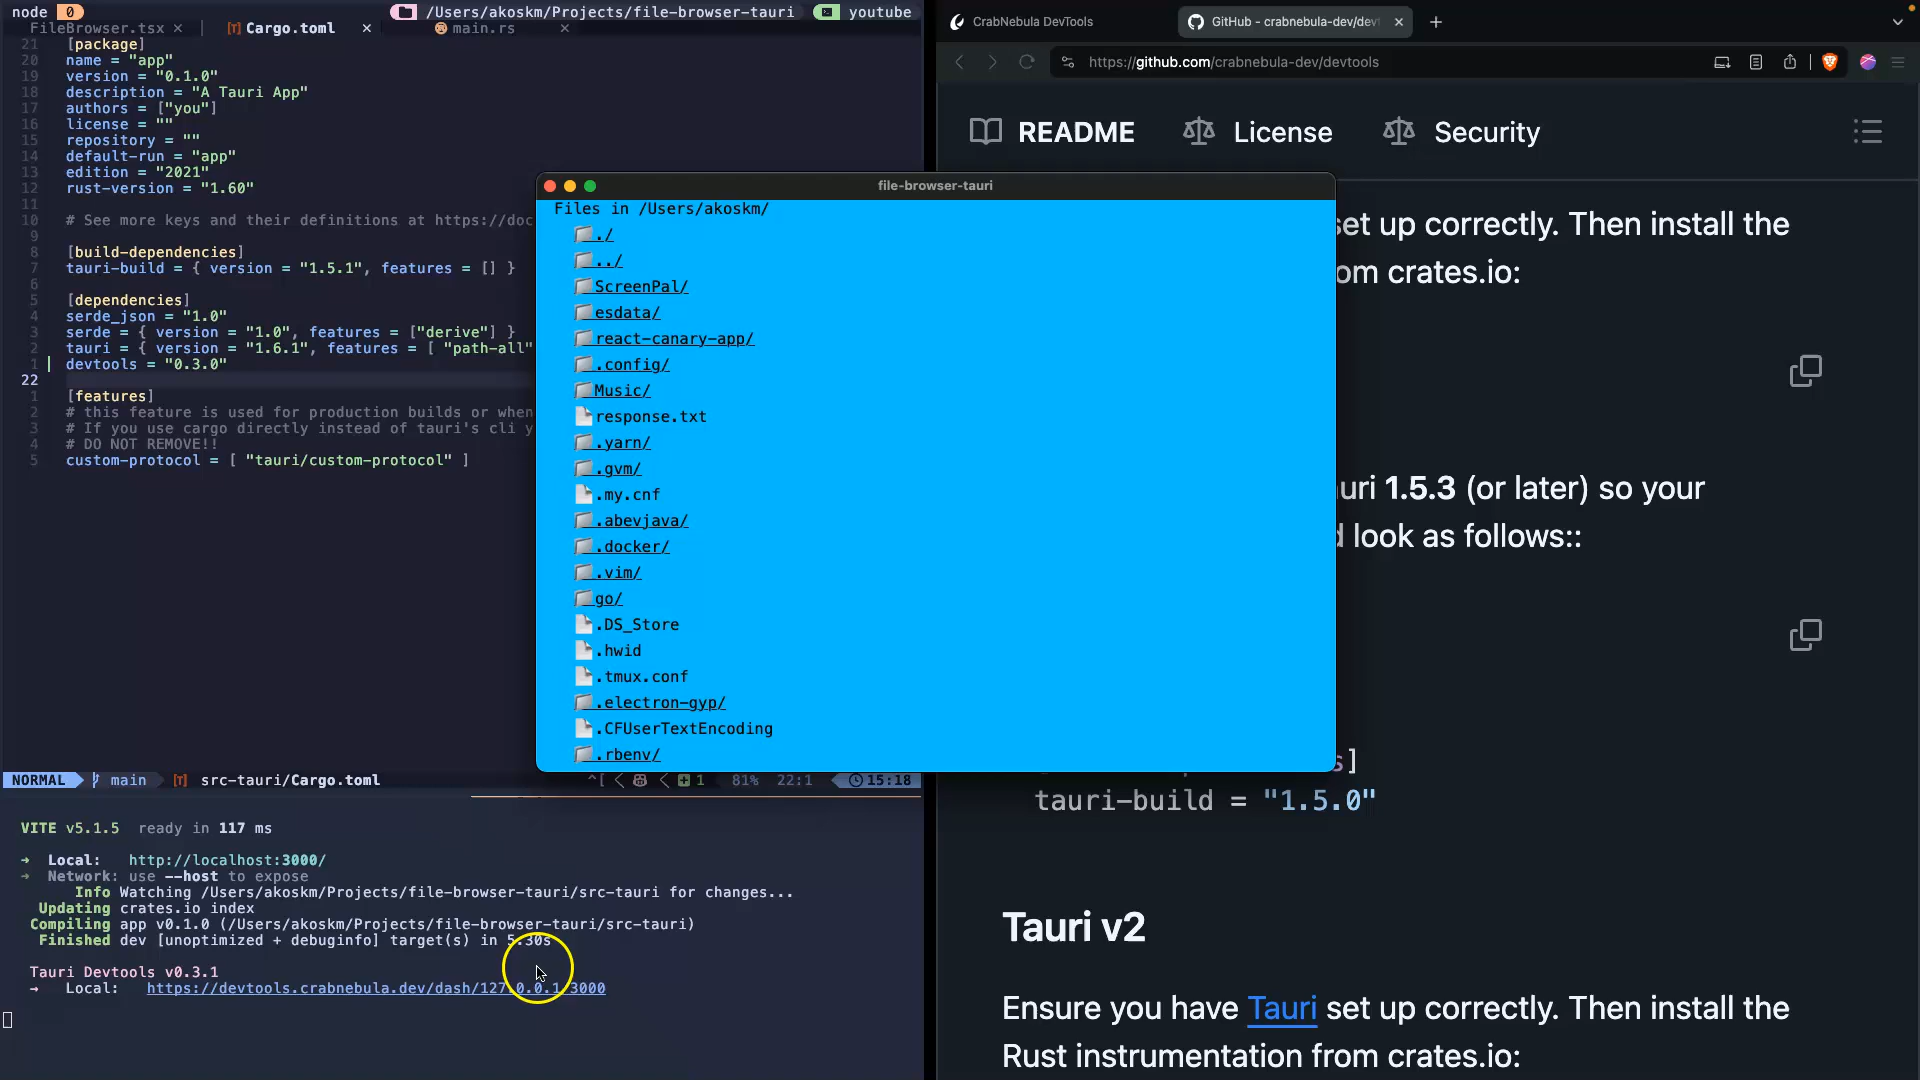 node 0 /Users/akoskm/Projects/file-browser-tauri youtube
FileBrowser.tsx × Cargo.toml × main.rs ×
21 [package]
20 name = "app"
19 version = "0.1.0"
18 description = "A Tauri App"
17 authors = ["you"]
16 license = ""
15 repository = ""
14 default-run = "app"
13 edition = "2021"
12 rust-version = "1.60"
11
10 # See more keys and their definitions at https://doc
9
8 [build-dependencies]
7 tauri-build = { version = "1.5.1", features = [] }
6
5 [dependencies]
4 serde_json = "1.0"
3 serde = { version = "1.0", features = ["derive"] }
2 tauri = { version = "1.6.1", features = [ "path-all"
1 devtools = "0.3.0"
22
1 [features]
2 # this feature is used for production builds or when
3 # If you use cargo directly instead of tauri's cli y
4 # DO NOT REMOVE!!
5 custom-protocol = [ "tauri/custom-protocol" ]
NORMAL main src-tauri/Cargo.toml ^[ 1 81% 22:1 15:18
VITE v5.1.5 ready in 117 ms
➜ Local: http://localhost:3000/
➜ Network: use --host to expose
Info Watching /Users/akoskm/Projects/file-browser-tauri/src-tauri for changes...
Updating crates.io index
Compiling app v0.1.0 (/Users/akoskm/Projects/file-browser-tauri/src-tauri)
Finished dev [unoptimized + debuginfo] target(s) in 5.30s
Tauri Devtools v0.3.1
→ Local: https://devtools.crabnebula.dev/dash/127.0.0.1/3000
file-browser-tauri
Files in /Users/akoskm/
./
../
ScreenPal/
esdata/
react-canary-app/
.config/
Music/
response.txt
.yarn/
.gvm/
.my.cnf
.abevjava/
.docker/
.vim/
go/
.DS_Store
.hwid
.tmux.conf
.electron-gyp/
.CFUserTextEncoding
.rbenv/
CrabNebula DevTools GitHub - crabnebula-dev/dev × +
https://github.com/crabnebula-dev/devtools
README License Security
set up correctly. Then install the
om crates.io:
uri 1.5.3 (or later) so your
d look as follows::
s]
tauri-build = "1.5.0"
Tauri v2
Ensure you have Tauri set up correctly. Then install the
Rust instrumentation from crates.io: